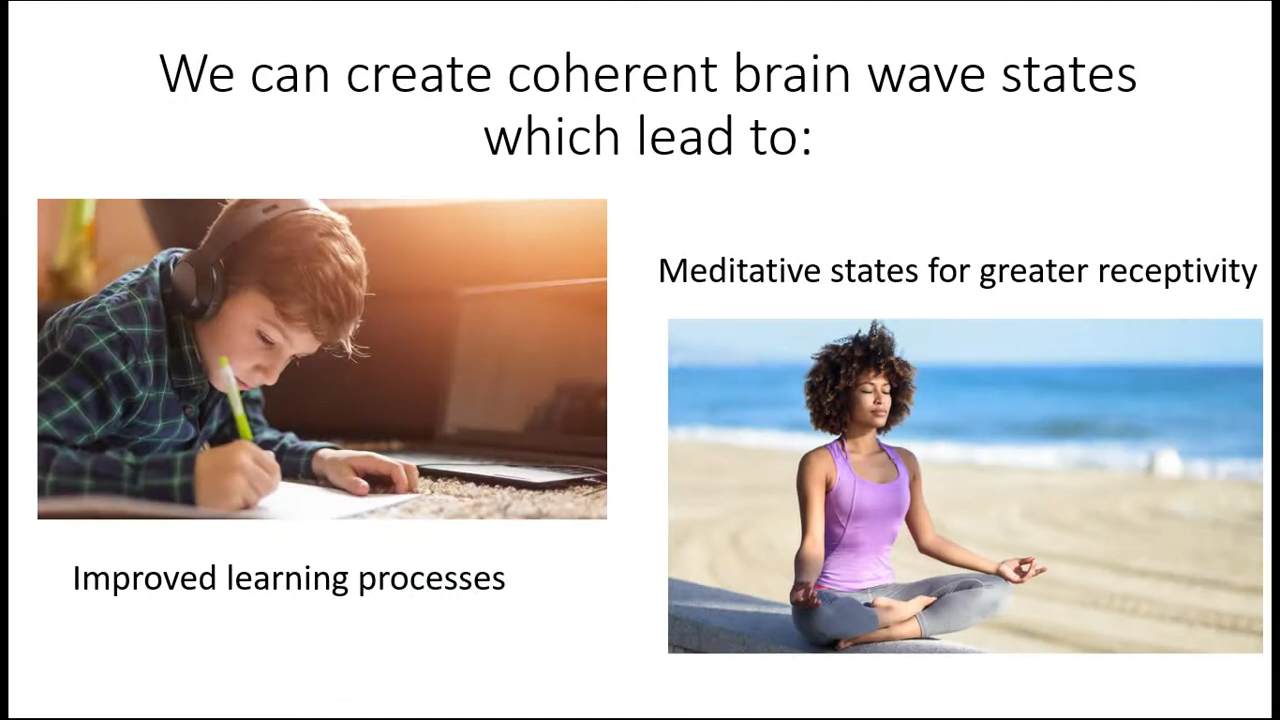 We can create coherent brain wave states
which lead to:
Meditative states for greater receptivity
Improved learning processes